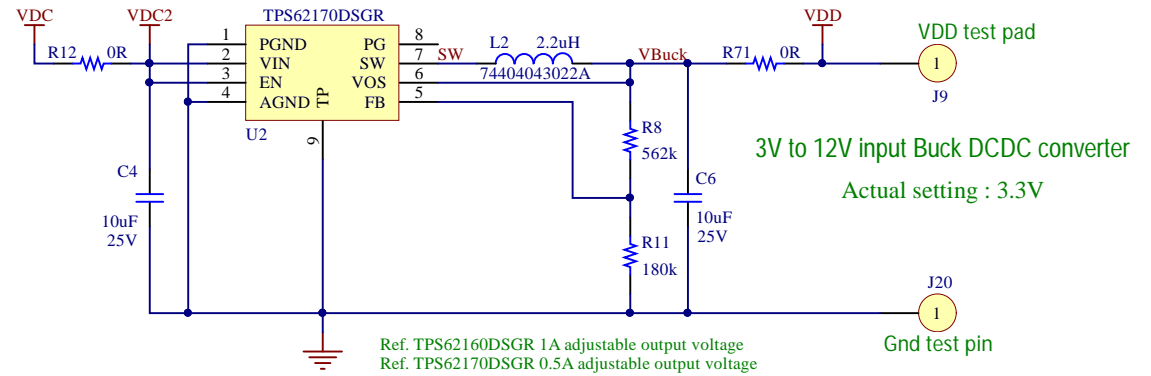 VDC
VDC2
TPS62170DSGR
VDD
VDD test pad
R12
0R
1
PGND
PG
8
2
VIN
SW
7
SW
3
EN
VOS
6
4
AGND
TP
FB
5
U2
9
L2
2.2uH
74404043022A
VBuck
R71
0R
1
J9
R8
562k
3V to 12V input Buck DCDC converter
Actual setting : 3.3V
C4
10uF
25V
C6
10uF
25V
R11
180k
J20
1
Gnd test pin
Ref. TPS62160DSGR 1A adjustable output voltage
Ref. TPS62170DSGR 0.5A adjustable output voltage